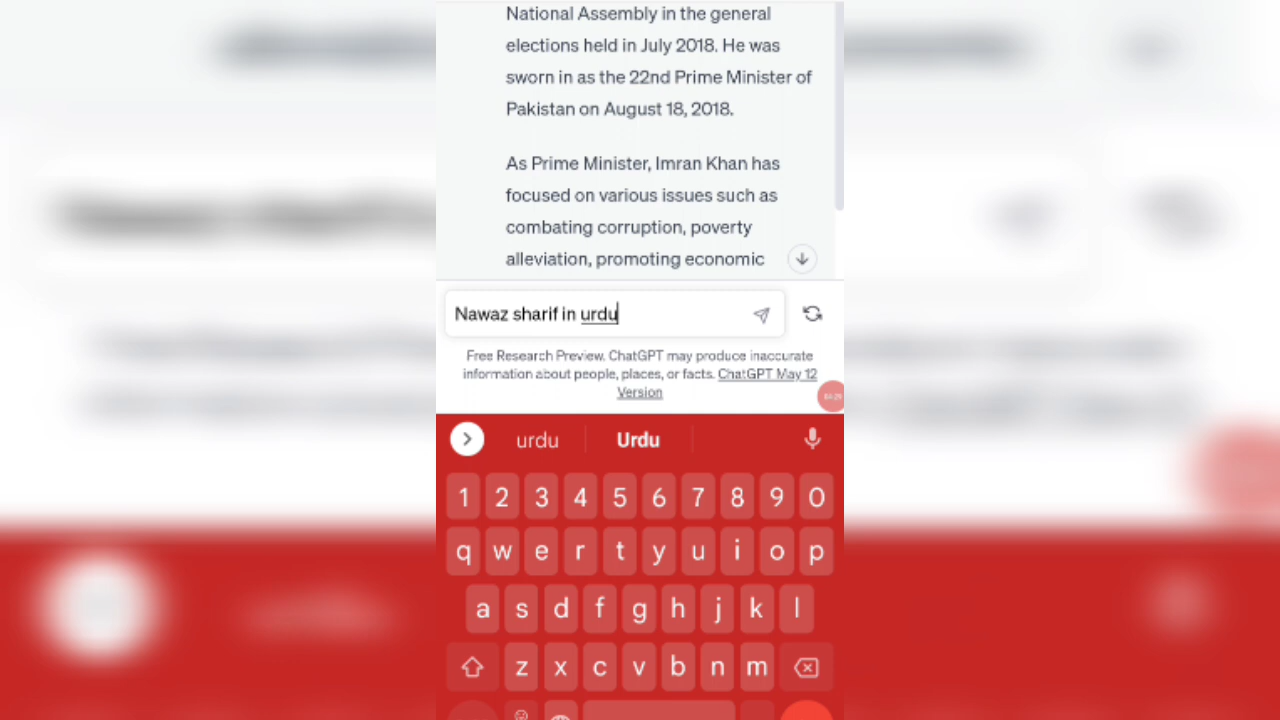 National Assembly in the general
elections held in July 2018. He was
sworn in as the 22nd Prime Minister of
Pakistan on August 18, 2018.
As Prime Minister, Imran Khan has
focused on various issues such as
combating corruption, poverty
alleviation, promoting economic
Nawaz sharif in urdu
Free Research Preview. ChatGPT may produce inaccurate
information about people, places, or facts. ChatGPT May 12
Version
urdu Urdu
1 2 3 4 5 6 7 8 9 0
q w e r t y u i o p
a s d f g h j k l
z x c v b n m